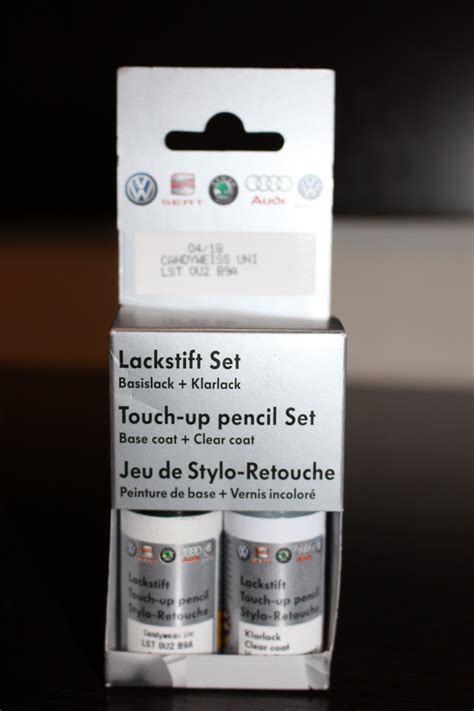 SEAT
Audi
04/18
CANDYWEISS UNI
LST 0U2 B9A
Lackstift Set
Basislack + Klarlack
Touch-up pencil Set
Base coat + Clear coat
Jeu de Stylo-Retouche
Peinture de base + Vernis incoloré
Lackstift
Touch-up pencil
Stylo-Retouche
Candyweiss Uni
LST 0U2 B9A
Lackstift
Touch-up pencil
Stylo-Retouche
Klarlack
Clear coat